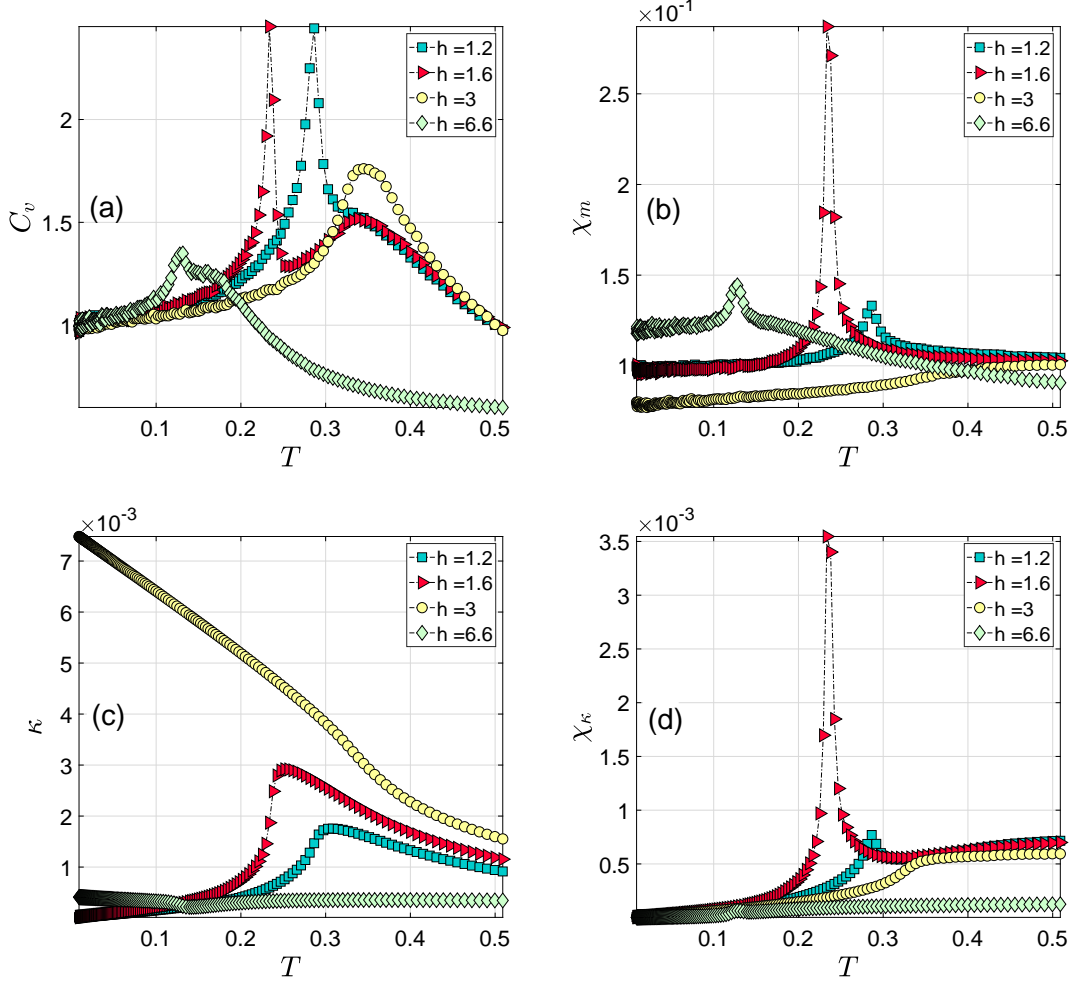 ×10⁻¹
h =1.2
h =1.6
h =3
h =6.6
2
1.5
1
C_v
(a)
0.1 0.2 0.3 0.4 0.5
T
h =1.2
h =1.6
h =3
h =6.6
2.5
2
1.5
1
χ_m
(b)
0.1 0.2 0.3 0.4 0.5
T
×10⁻³
h =1.2
h =1.6
h =3
h =6.6
7
6
5
4
3
2
1
κ
(c)
0.1 0.2 0.3 0.4 0.5
T
×10⁻³
h =1.2
h =1.6
h =3
h =6.6
3.5
3
2.5
2
1.5
1
0.5
0
χ_κ
(d)
0.1 0.2 0.3 0.4 0.5
T